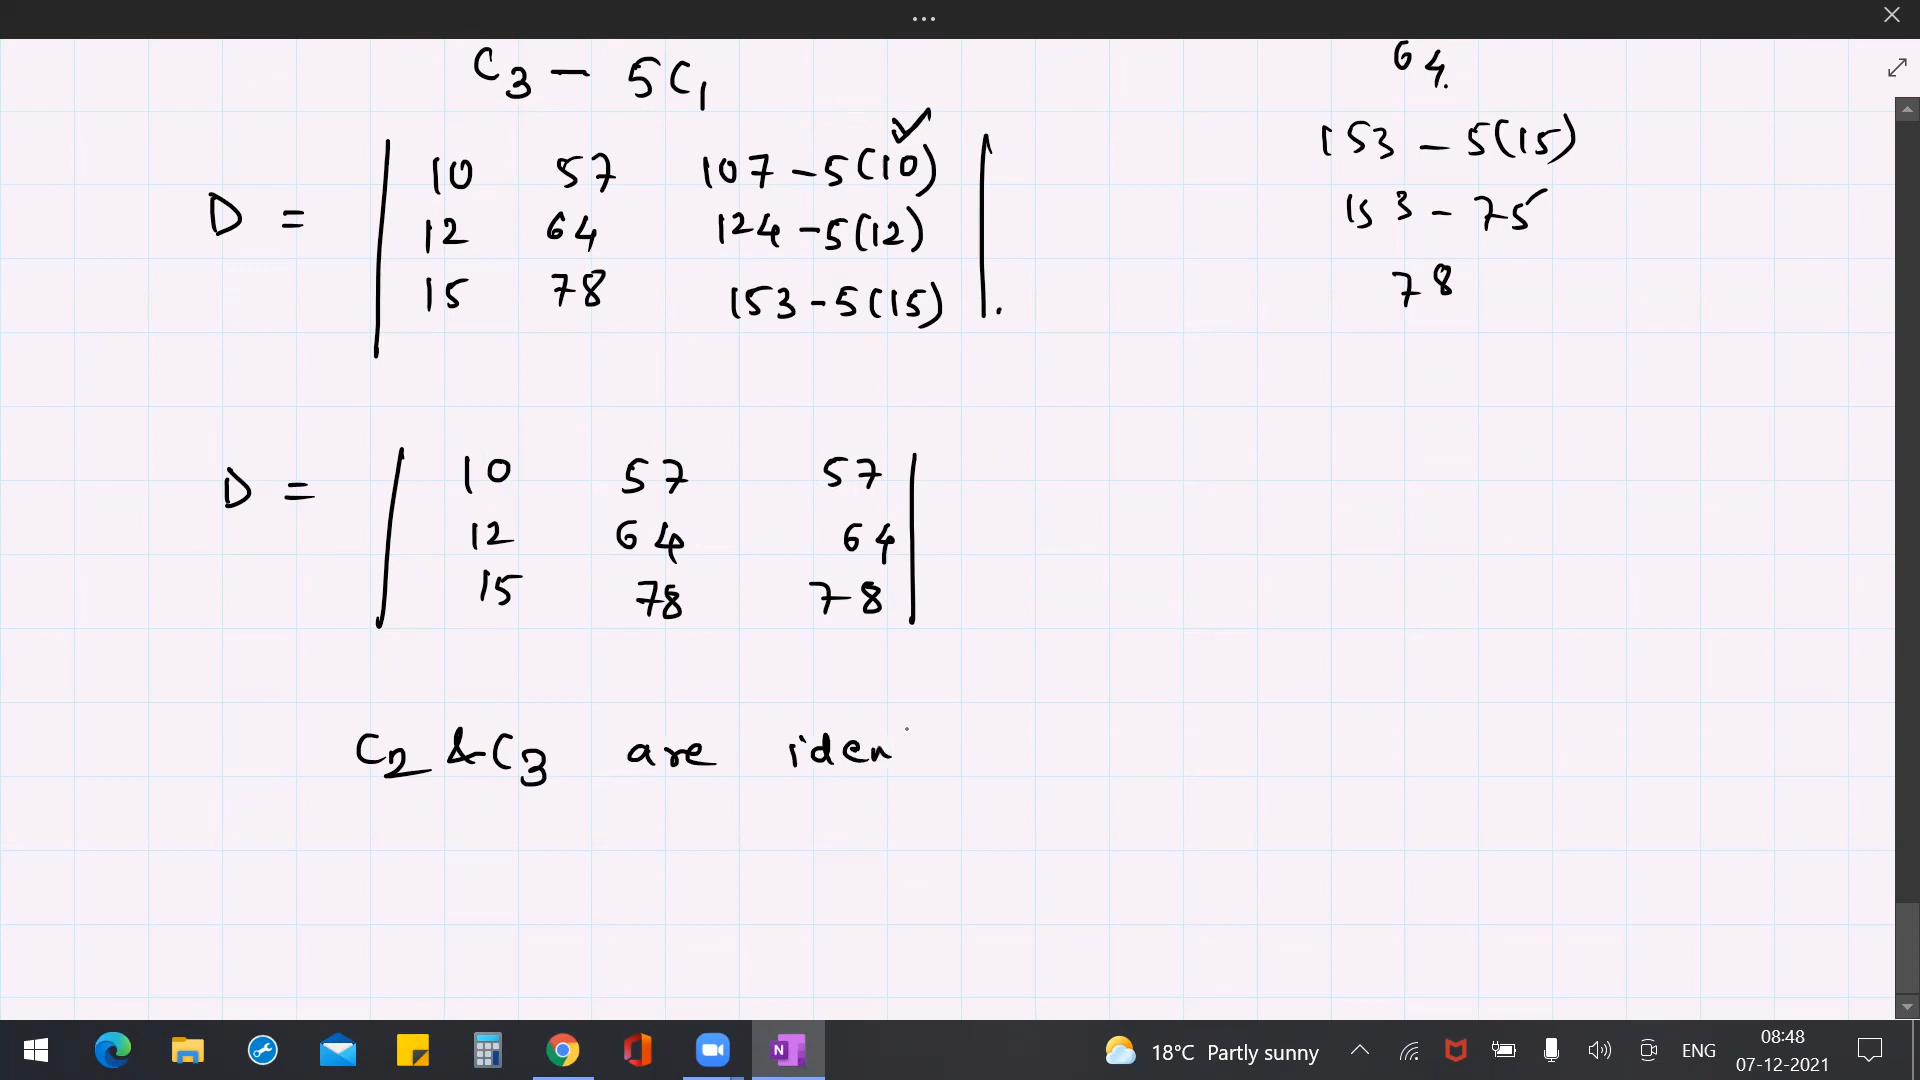 ...
C3 - 5C1
D = | 10 57 107 - 5(10) ✓ |
12 64 124 - 5(12)
15 78 153 - 5(15) .
64.
153 - 5(15)
153 - 75
78
D = | 10 57 57 |
12 64 64
15 78 78
C2 & C3 are iden
18°C Partly sunny
ENG
08:48
07-12-2021